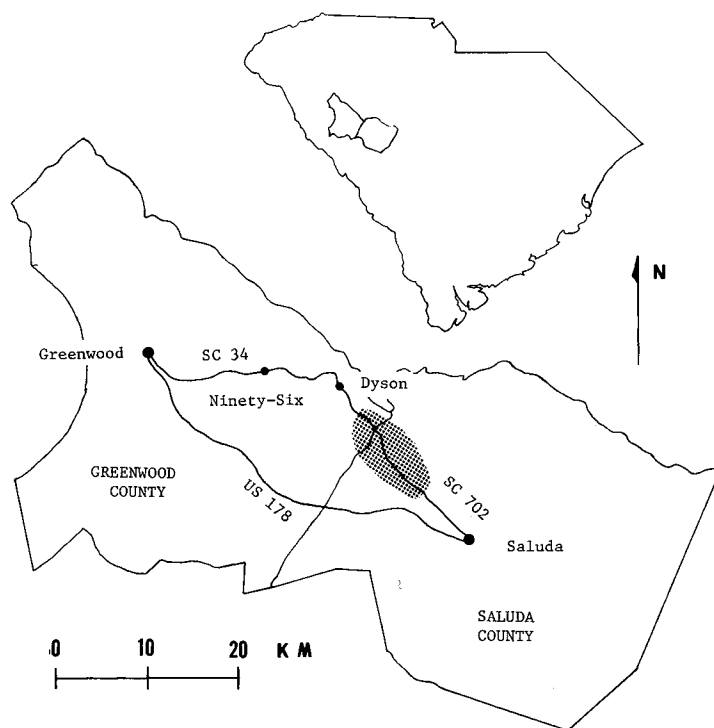 N
Greenwood
SC 34
Dyson
Ninety-Six
GREENWOOD
COUNTY
US 178
SC 702
Saluda
SALUDA
COUNTY
0 10 20 KM